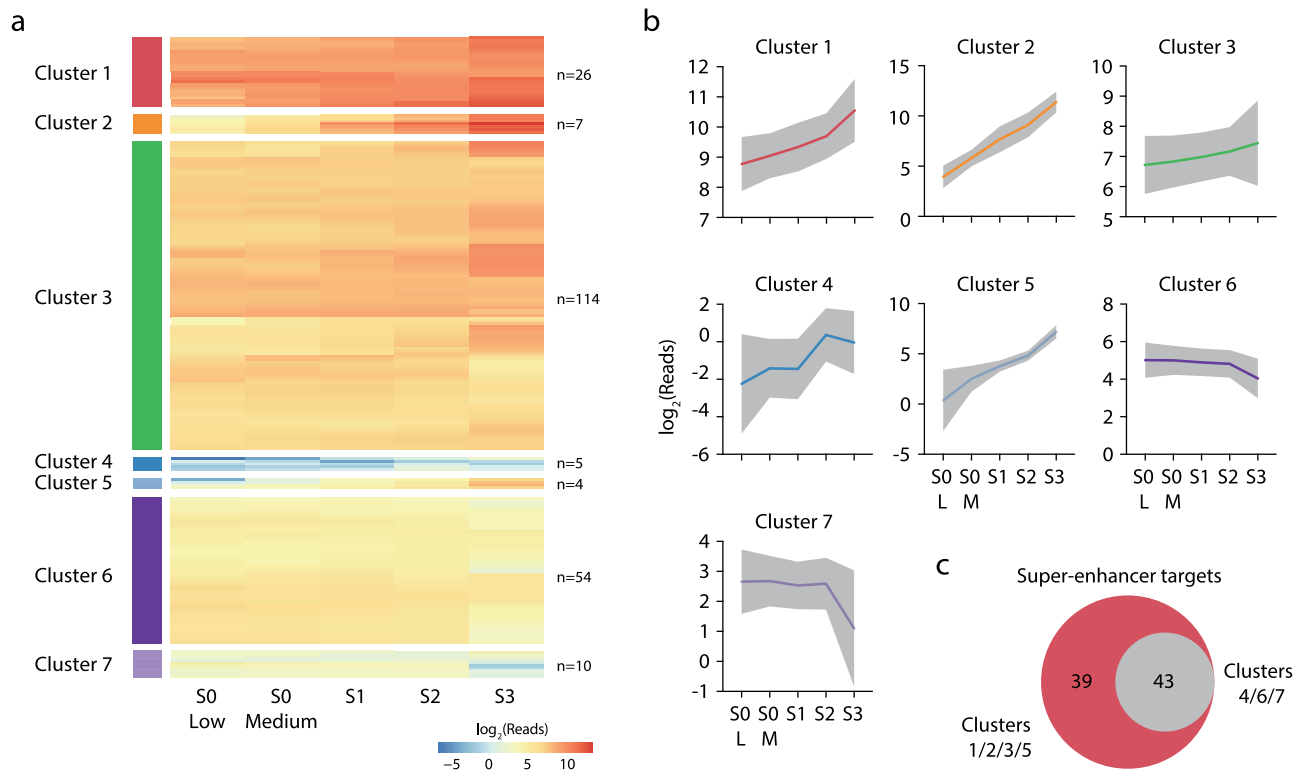 a
Cluster 1
n=26
Cluster 2
n=7
Cluster 3
n=114
Cluster 4
n=5
Cluster 5
n=4
Cluster 6
n=54
Cluster 7
n=10
S0 S0 S1 S2 S3
Low Medium
log2(Reads)
−5 0 5 10
b
Cluster 1
12
11
10
9
8
7
Cluster 2
15
10
5
0
Cluster 3
10
9
8
7
6
5
Cluster 4
2
0
-2
-4
-6
log2(Reads)
Cluster 5
10
5
0
-5
S0 S0 S1 S2 S3
L M
Cluster 6
8
6
4
2
0
S0 S0 S1 S2 S3
L M
Cluster 7
4
3
2
1
0
-1
S0 S0 S1 S2 S3
L M
c
Super-enhancer targets
39
43
Clusters
4/6/7
Clusters
1/2/3/5